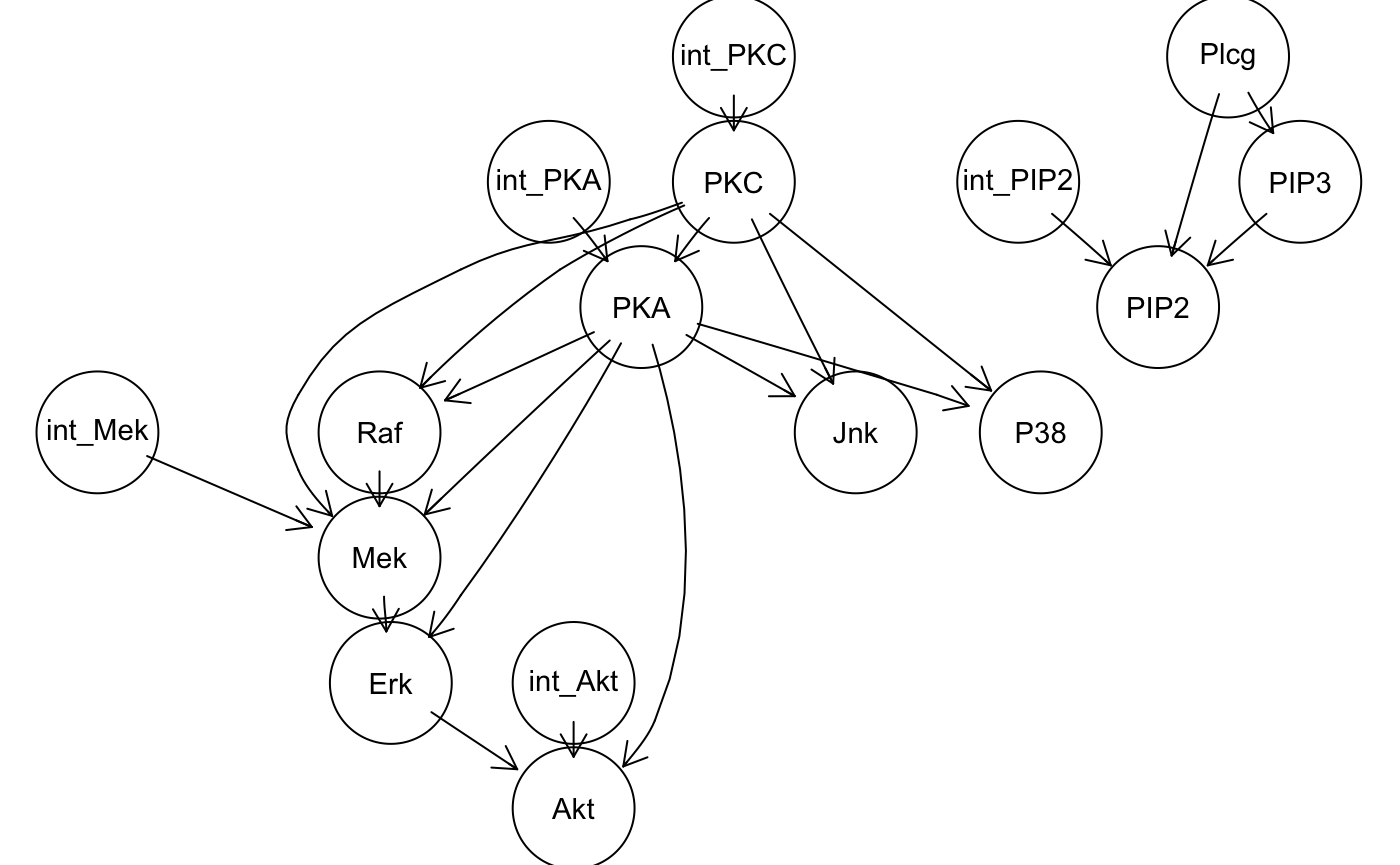 int_PKC
Plcg
int_PKA
PKC
int_PIP2
PIP3
PKA
PIP2
int_Mek
Raf
Jnk
P38
Mek
Erk
int_Akt
Akt